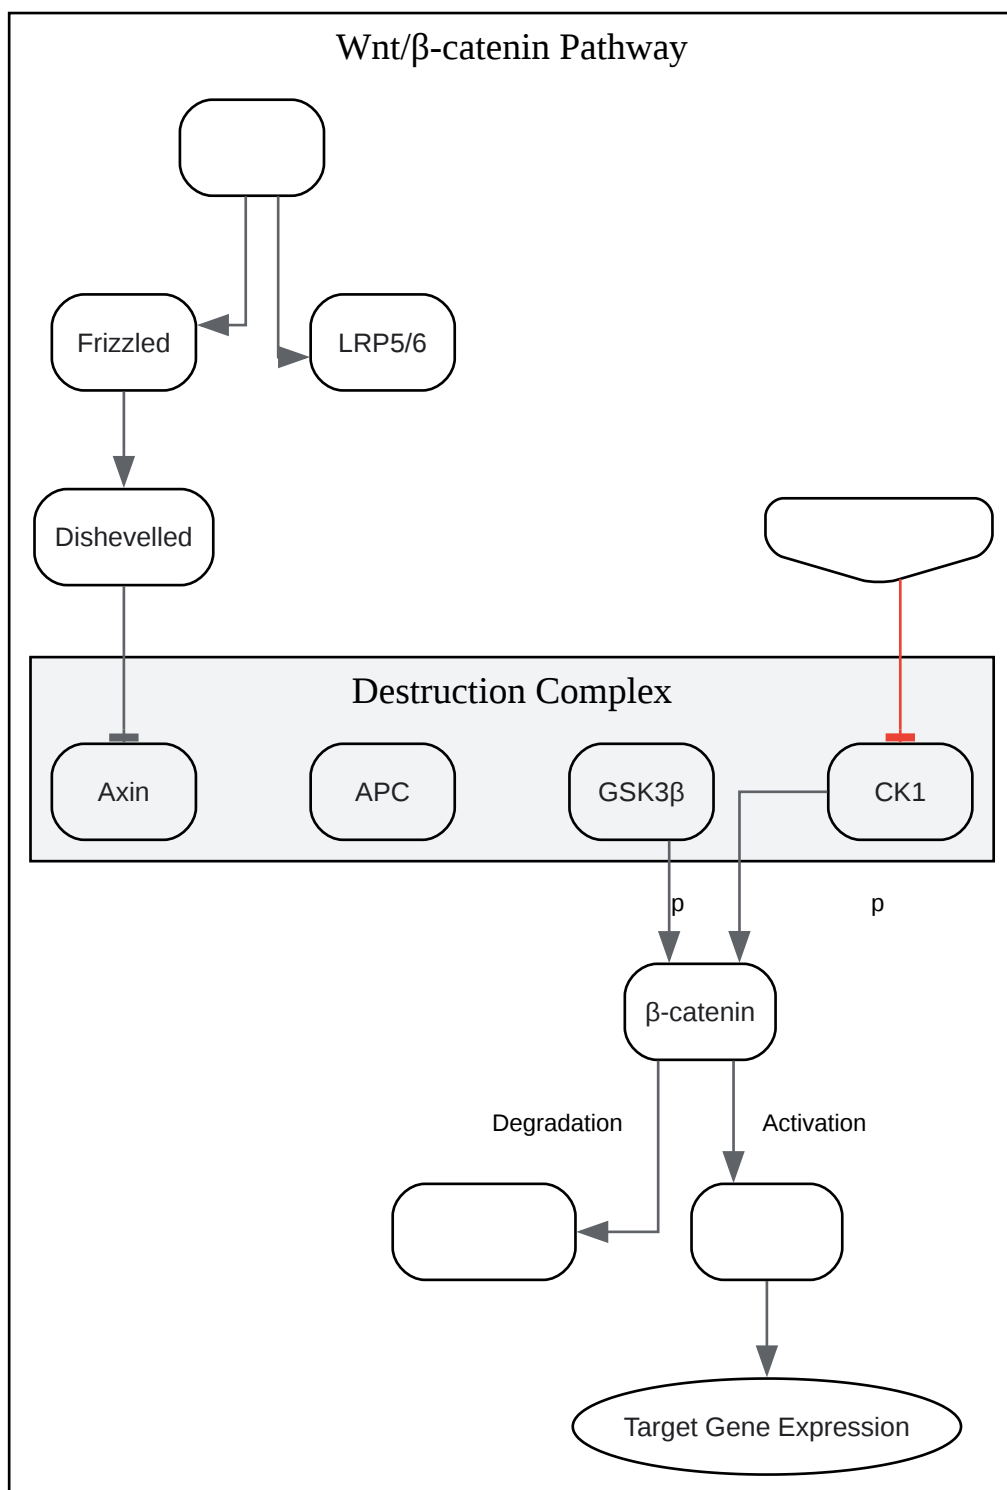 Wnt/β-catenin Pathway
Frizzled
LRP5/6
Dishevelled
Destruction Complex
Axin
APC
GSK3β
CK1
p
p
β-catenin
Degradation
Activation
Target Gene Expression